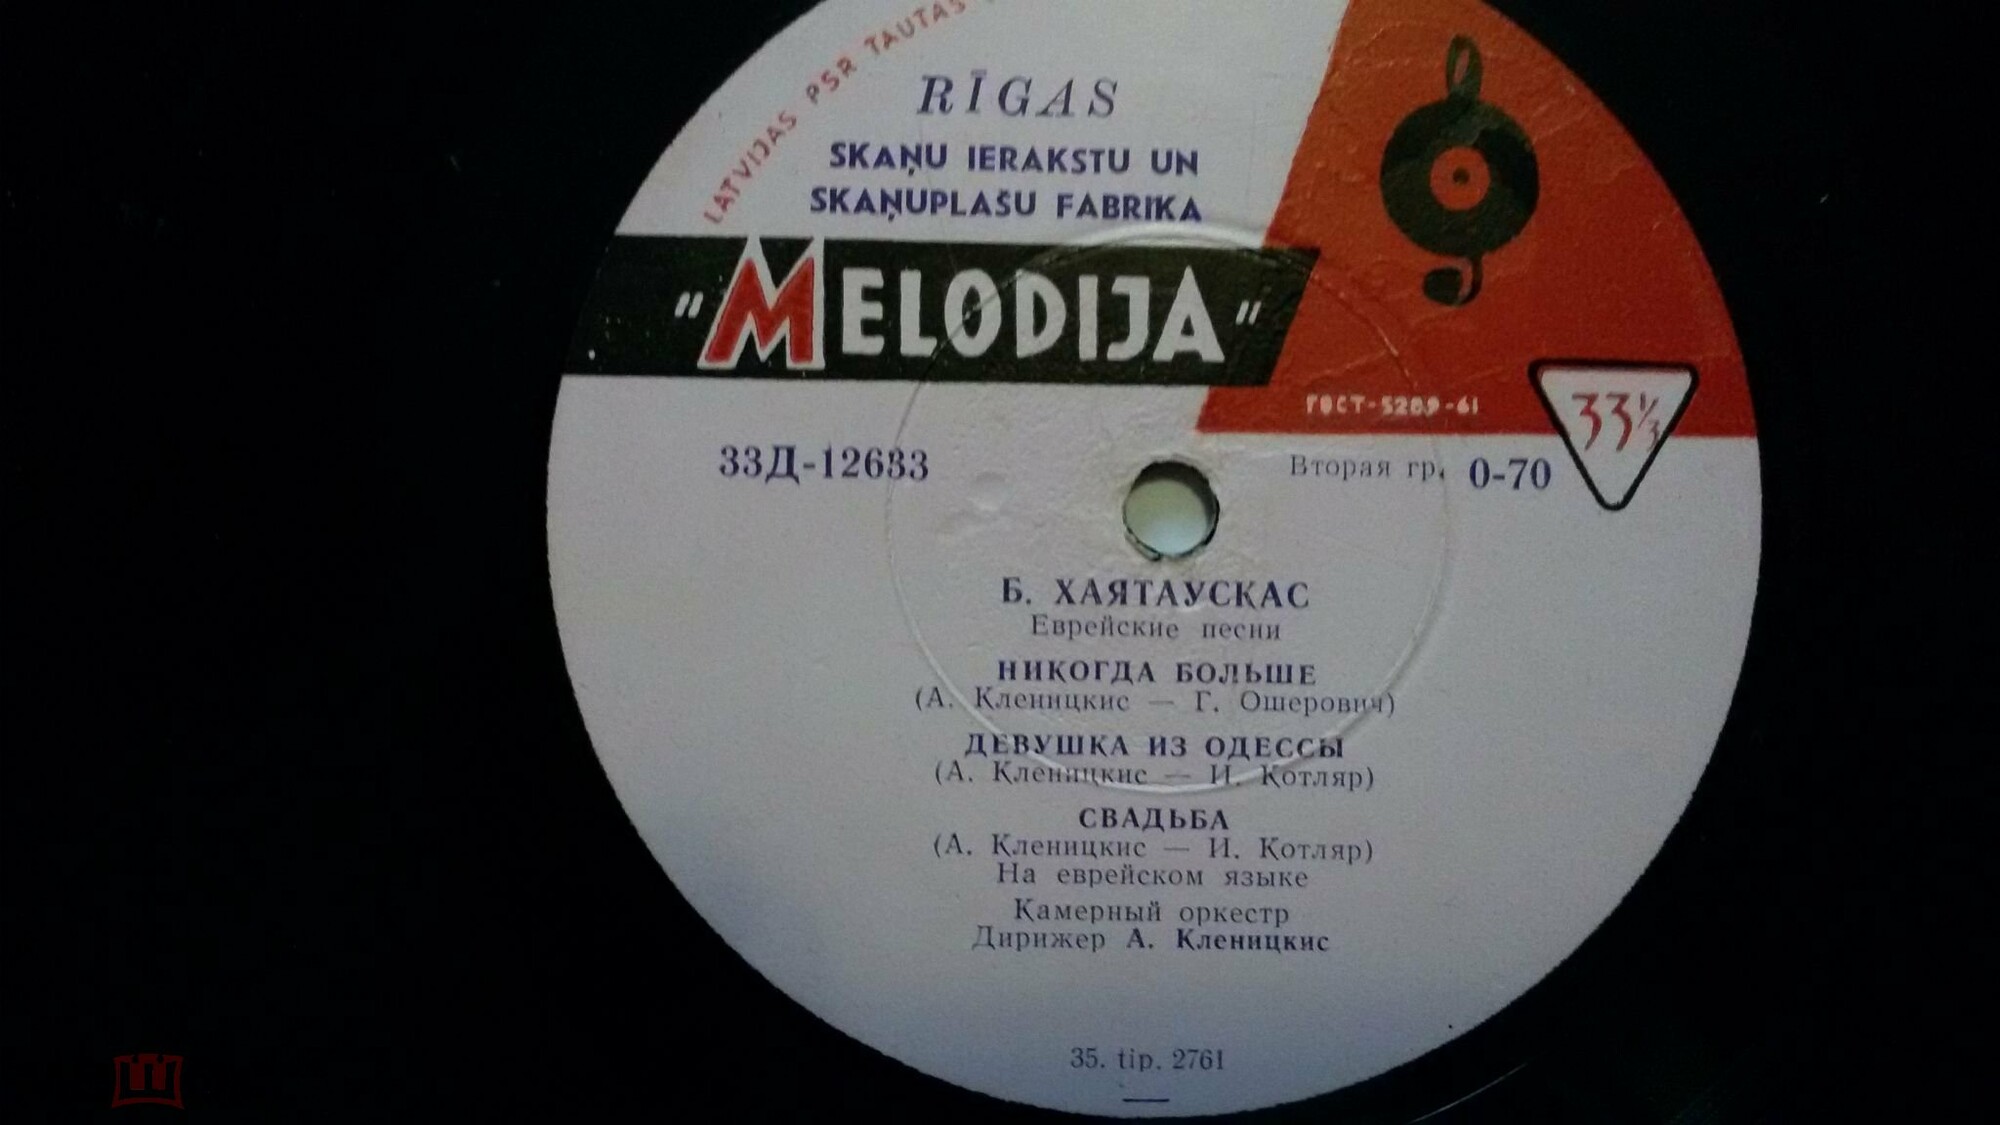 LATVIJAS PSR TAUTAS
RĪGAS
SKAŅU IERAKSTU UN
SKAŅUPLAŠU FABRIKA
"MELODIJA"
ГОСТ-5289-61
33⅓
33Д-12633
Вторая гр. 0-70
Б. ХАЯТАУСКАС
Еврейские песни
НИКОГДА БОЛЬШЕ
(А. Кленицкис — Г. Ошерович)
ДЕВУШКА ИЗ ОДЕССЫ
(А. Кленицкис — И. Котляр)
СВАДЬБА
(А. Кленицкис — И. Котляр)
На еврейском языке
Камерный оркестр
Дирижер А. Кленицкис
35. tip. 2761